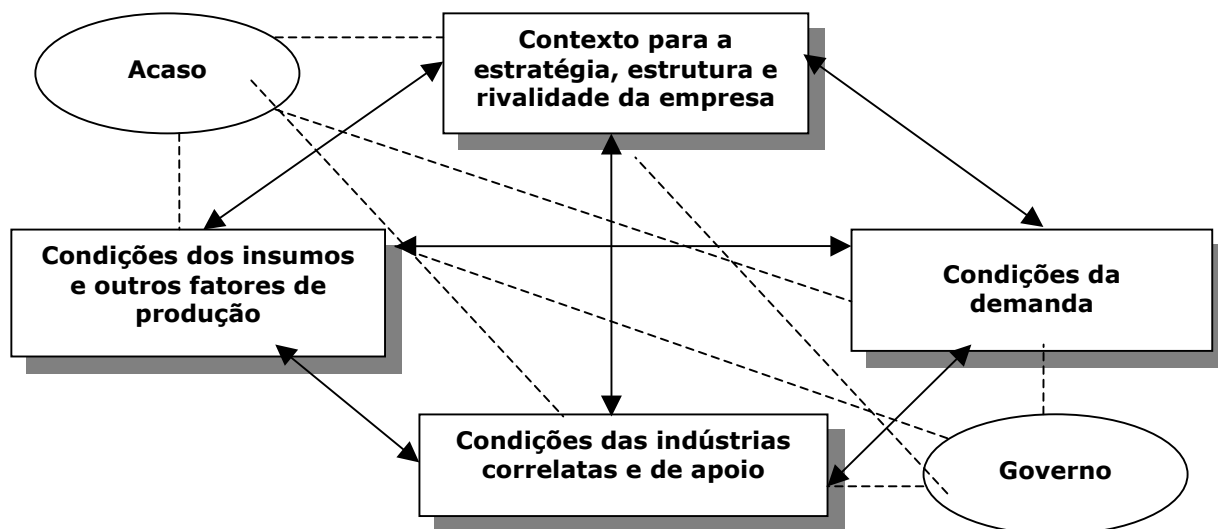 Acaso
Contexto para a
estratégia, estrutura e
rivalidade da empresa
Condições dos insumos
e outros fatores de
produção
Condições da
demanda
Condições das indústrias
correlatas e de apoio
Governo